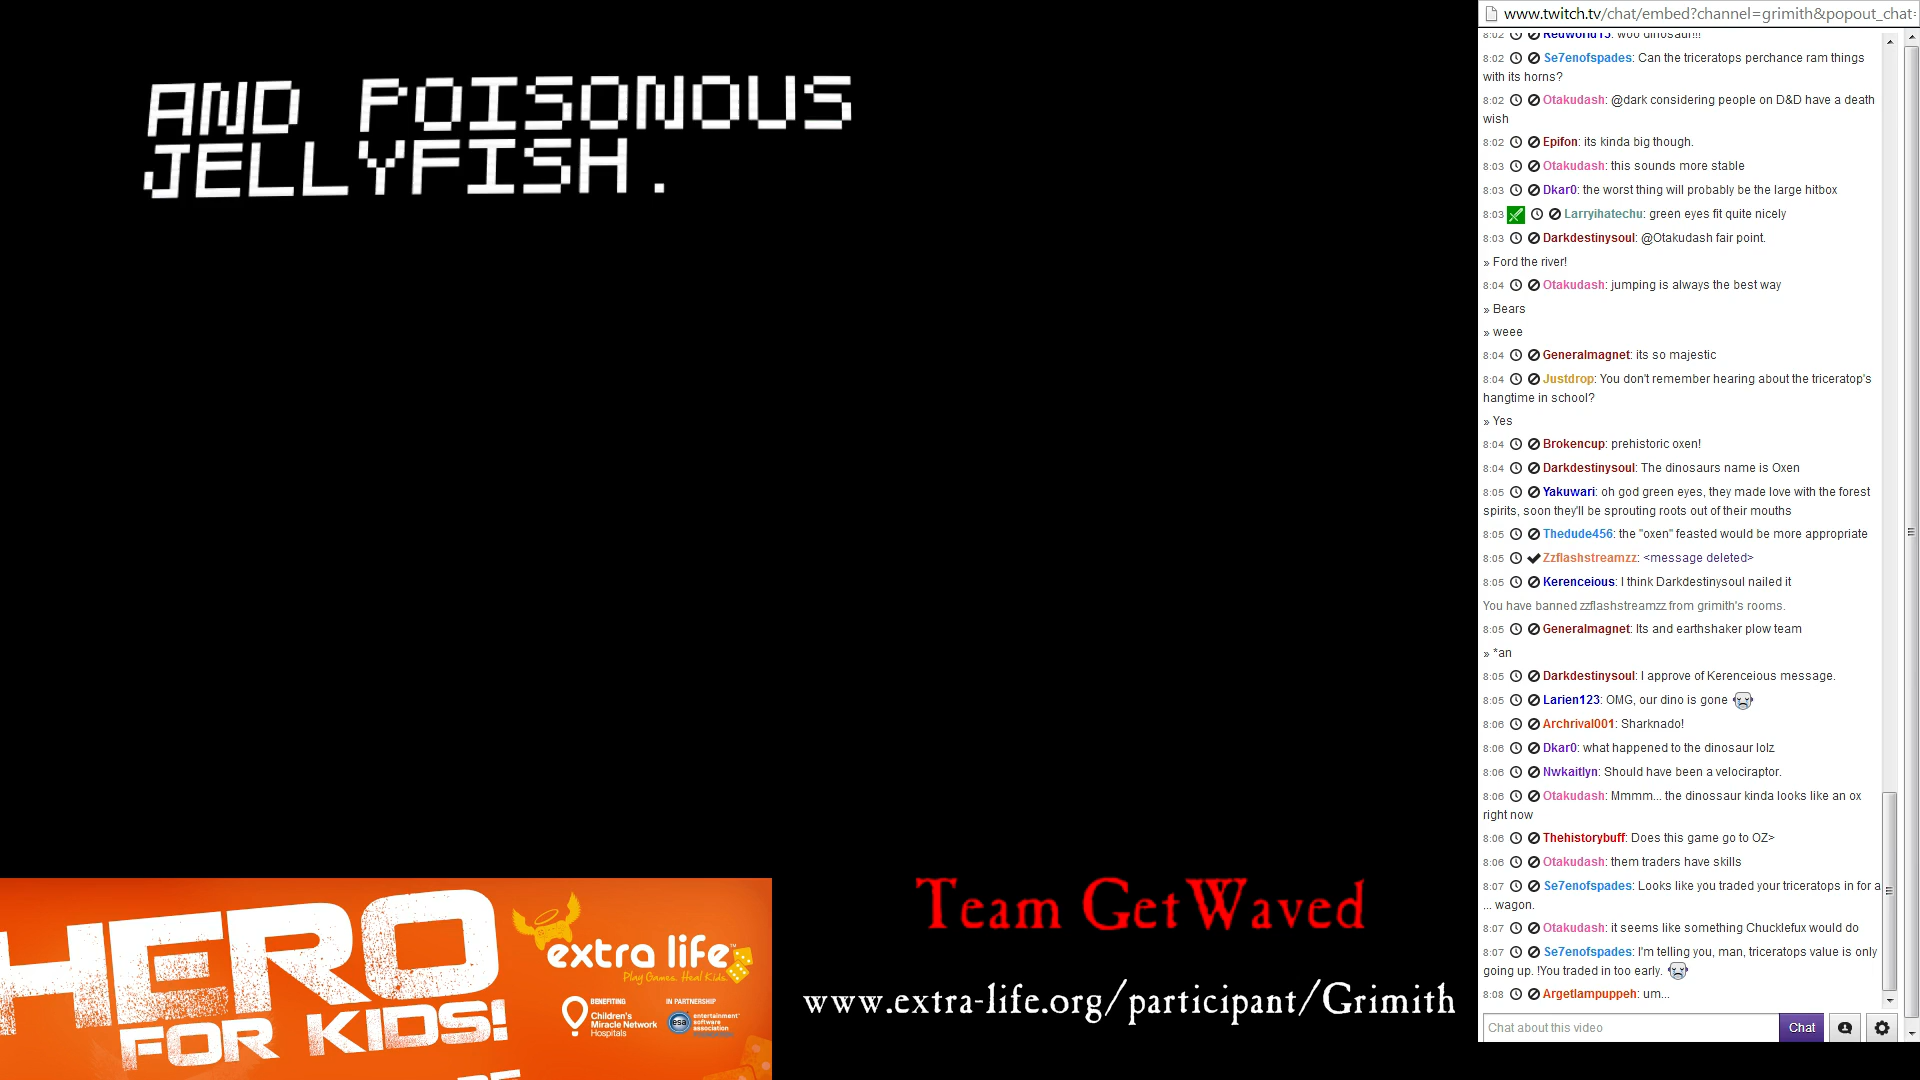 AND POISONOUS
JELLYFISH.
HERO
FOR KIDS!
extra life™
Play Games. Heal Kids.
BENEFITING
Children's
Miracle Network
Hospitals
IN PARTNERSHIP
esa
entertainment
software
association
Team GetWaved
www.extra-life.org/participant/Grimith
www.twitch.tv/chat/embed?channel=grimith&popout_chat=
8:02 Redworld15: woo dinosaur!!!
8:02 Se7enofspades: Can the triceratops perchance ram things
with its horns?
8:02 Otakudash: @dark considering people on D&D have a death
wish
8:02 Epifon: its kinda big though.
8:03 Otakudash: this sounds more stable
8:03 Dkar0: the worst thing will probably be the large hitbox
8:03 Larryihatechu: green eyes fit quite nicely
8:03 Darkdestinysoul: @Otakudash fair point.
» Ford the river!
8:04 Otakudash: jumping is always the best way
» Bears
» weee
8:04 Generalmagnet: its so majestic
8:04 Justdrop: You don't remember hearing about the triceratop's
hangtime in school?
» Yes
8:04 Brokencup: prehistoric oxen!
8:04 Darkdestinysoul: The dinosaurs name is Oxen
8:05 Yakuwari: oh god green eyes, they made love with the forest
spirits, soon they'll be sprouting roots out of their mouths
8:05 Thedude456: the "oxen" feasted would be more appropriate
8:05 Zzflashstreamzz: <message deleted>
8:05 Kerenceious: I think Darkdestinysoul nailed it
You have banned zzflashstreamzz from grimith's rooms.
8:05 Generalmagnet: Its and earthshaker plow team
» *an
8:05 Darkdestinysoul: I approve of Kerenceious message.
8:05 Larien123: OMG, our dino is gone
8:06 Archrival001: Sharknado!
8:06 Dkar0: what happened to the dinosaur lolz
8:06 Nwkaitlyn: Should have been a velociraptor.
8:06 Otakudash: Mmmm... the dinossaur kinda looks like an ox
right now
8:06 Thehistorybuff: Does this game go to OZ>
8:06 Otakudash: them traders have skills
8:07 Se7enofspades: Looks like you traded your triceratops in for a
... wagon.
8:07 Otakudash: it seems like something Chucklefux would do
8:07 Se7enofspades: I'm telling you, man, triceratops value is only
going up. !You traded in too early.
8:08 Argetlampuppeh: um...
Chat about this video
Chat